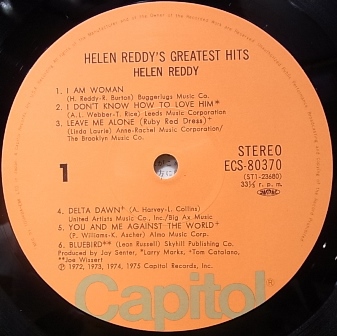 HELEN REDDY'S GREATEST HITS
HELEN REDDY
1. I AM WOMAN
(H. Reddy-R. Burton) Buggerlugs Music Co.
2. I DON'T KNOW HOW TO LOVE HIM*
(A.L. Webber-T. Rice) Leeds Music Corporation
3. LEAVE ME ALONE (Ruby Red Dress)+
(Linda Laurie) Anne-Rachel Music Corporation/
The Brooklyn Music Co.
1
STEREO
ECS-80370
(ST1-23680)
33⅓ r.p.m.
4. DELTA DAWN+ (A. Harvey-L. Collins)
United Artists Music Co., Inc/Big Ax Music
5. YOU AND ME AGAINST THE WORLD+
(P. Williams-K. Ascher) Almo Music Corp.
6. BLUEBIRD** (Leon Russell) Skyhill Publishing Co.
Produced by Jay Senter, *Larry Marks, +Tom Catalano,
**Joe Wissert
Ⓟ 1972, 1973, 1974, 1975 Capitol Records, Inc.
Capitol®